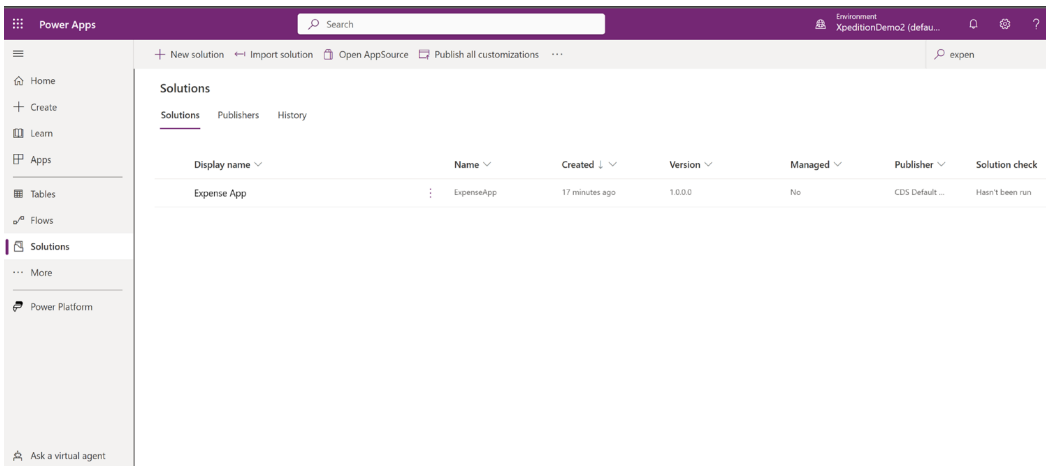 Power Apps
Search
Environment
XpeditionDemo2 (defau...
?
New solution Import solution Open AppSource Publish all customizations ...
expen
Home
Create
Learn
Apps
Tables
Flows
Solutions
More
Power Platform
Ask a virtual agent
Solutions
Solutions Publishers History
Display name Name Created ↓ Version Managed Publisher Solution check
Expense App ExpenseApp 17 minutes ago 1.0.0.0 No CDS Default ... Hasn't been run